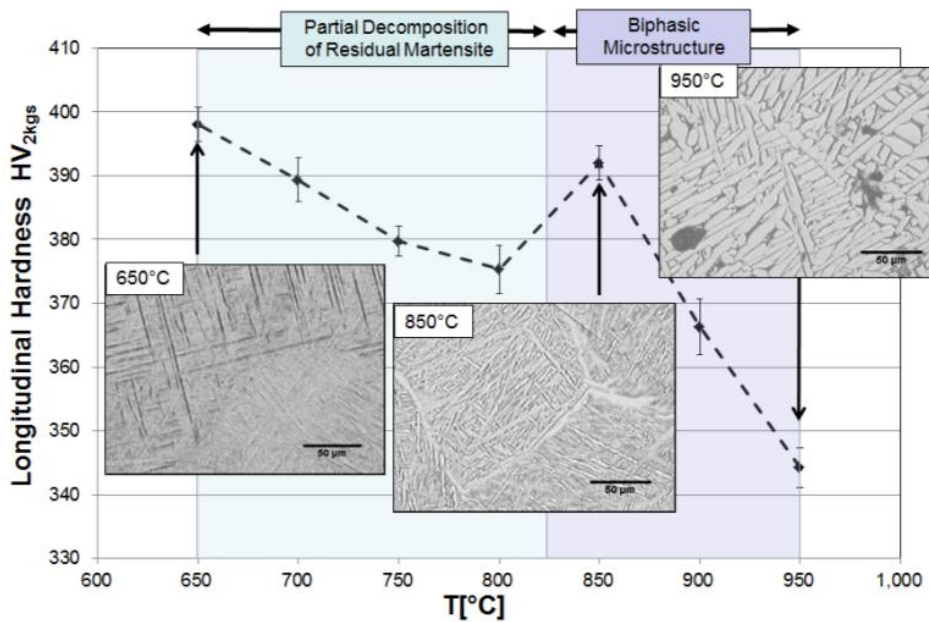 Partial Decomposition
of Residual Martensite
Biphasic
Microstructure
410
400
390
380
370
360
350
340
330
Longitudinal Hardness HV2kgs
950°C
50 µm
650°C
50 µm
850°C
50 µm
600 650 700 750 800 850 900 950 1,000
T[°C]